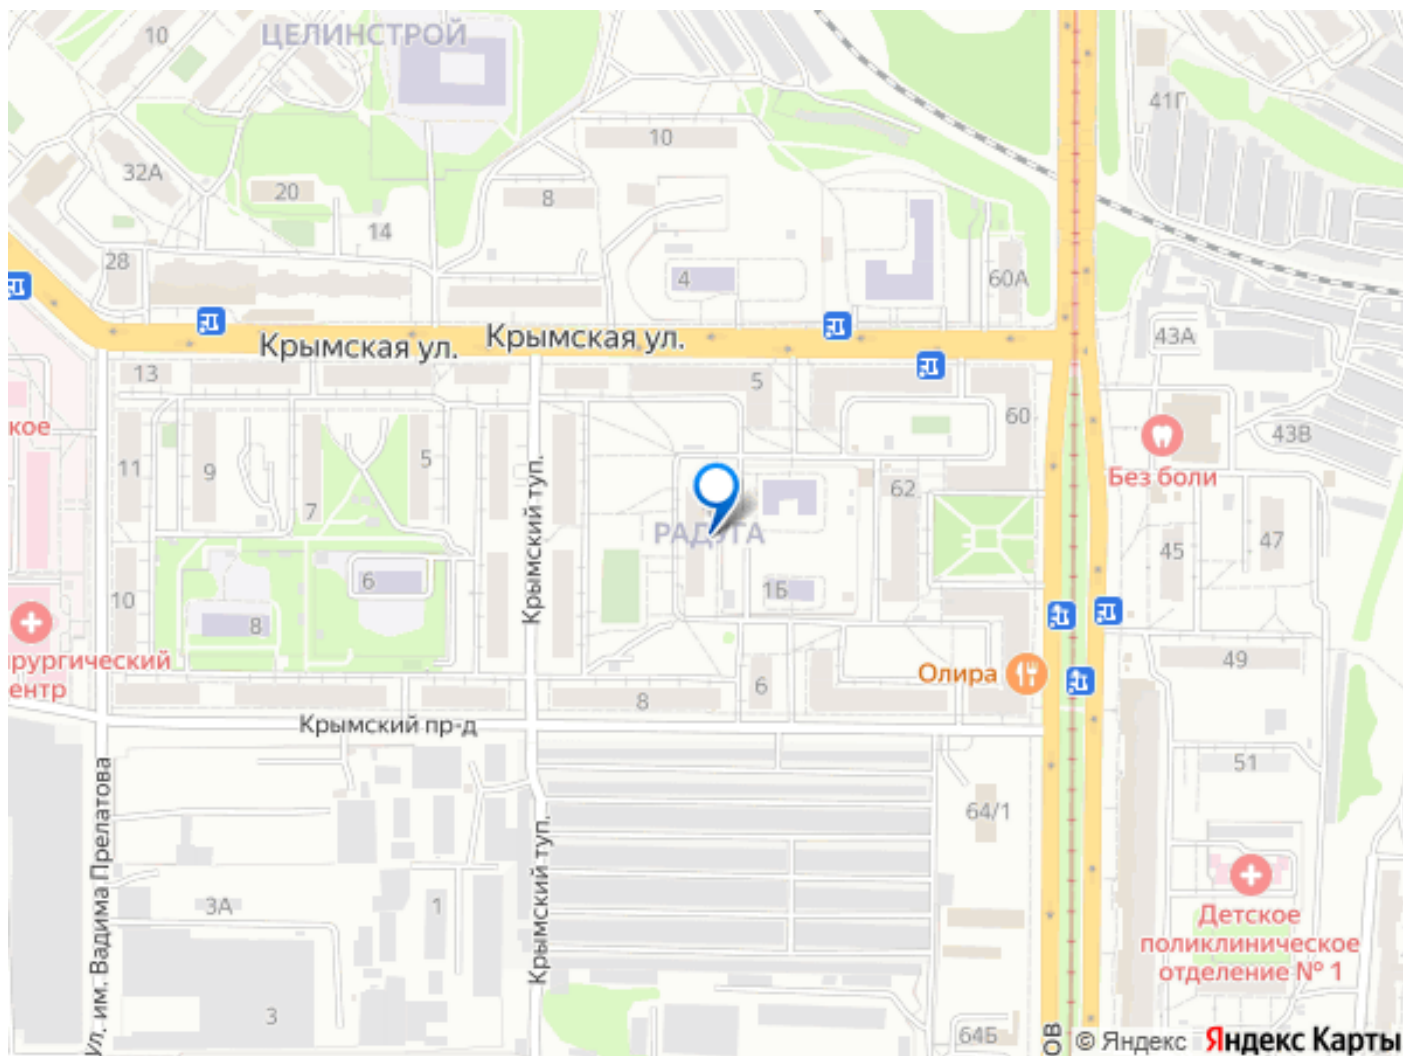 10
ЦЕЛИНСТРОЙ
41Г
10
32А
20
8
14
28
4
60А
Крымская ул.
Крымская ул.
43А
13
5
60
43В
кое
Без боли
11
9
5
7
62
Крымский туп.
РАДУГА
45
47
6
1Б
10
8
ирургический
ентр
Олира
49
6
8
Крымский пр-д
51
Ул. им. Вадима Прелатова
64/1
Крымский туп.
3А
1
Детское
поликлиническое
отделение № 1
3
64Б
ов
© Яндекс Яндекс Карты